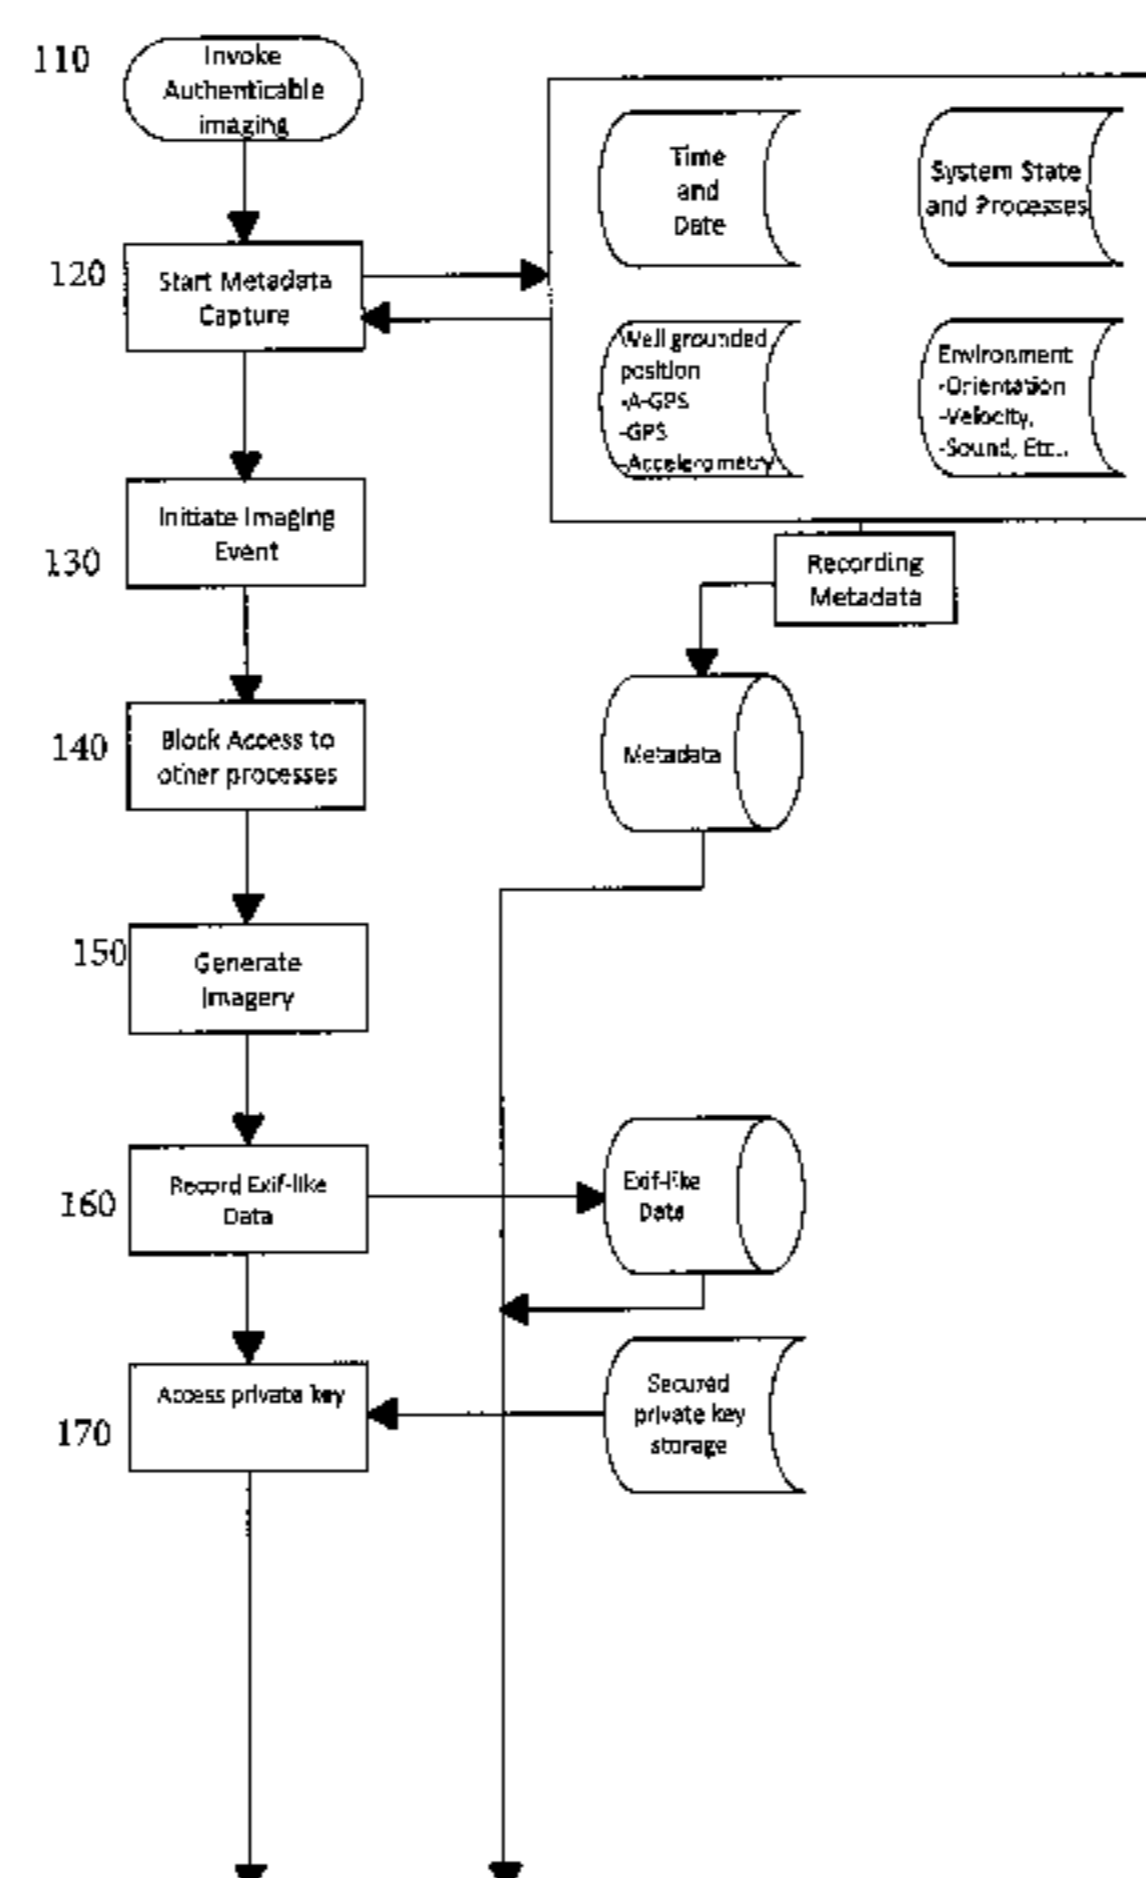 110
Invoke
Authenticable
imaging
120
Start Metadata
Capture
Time
and
Date
System State
and Processes
Well grounded
position
-A-GPS
-GPS
-Accelerometry
Environment
-Orientation
-Velocity,
-Sound, Etc..
130
Initiate Imaging
Event
Recording
Metadata
140
Block Access to
other processes
Metadata
150
Generate
Imagery
160
Record Exif-like
Data
Exif-like
Data
170
Access private key
Secured
private key
storage